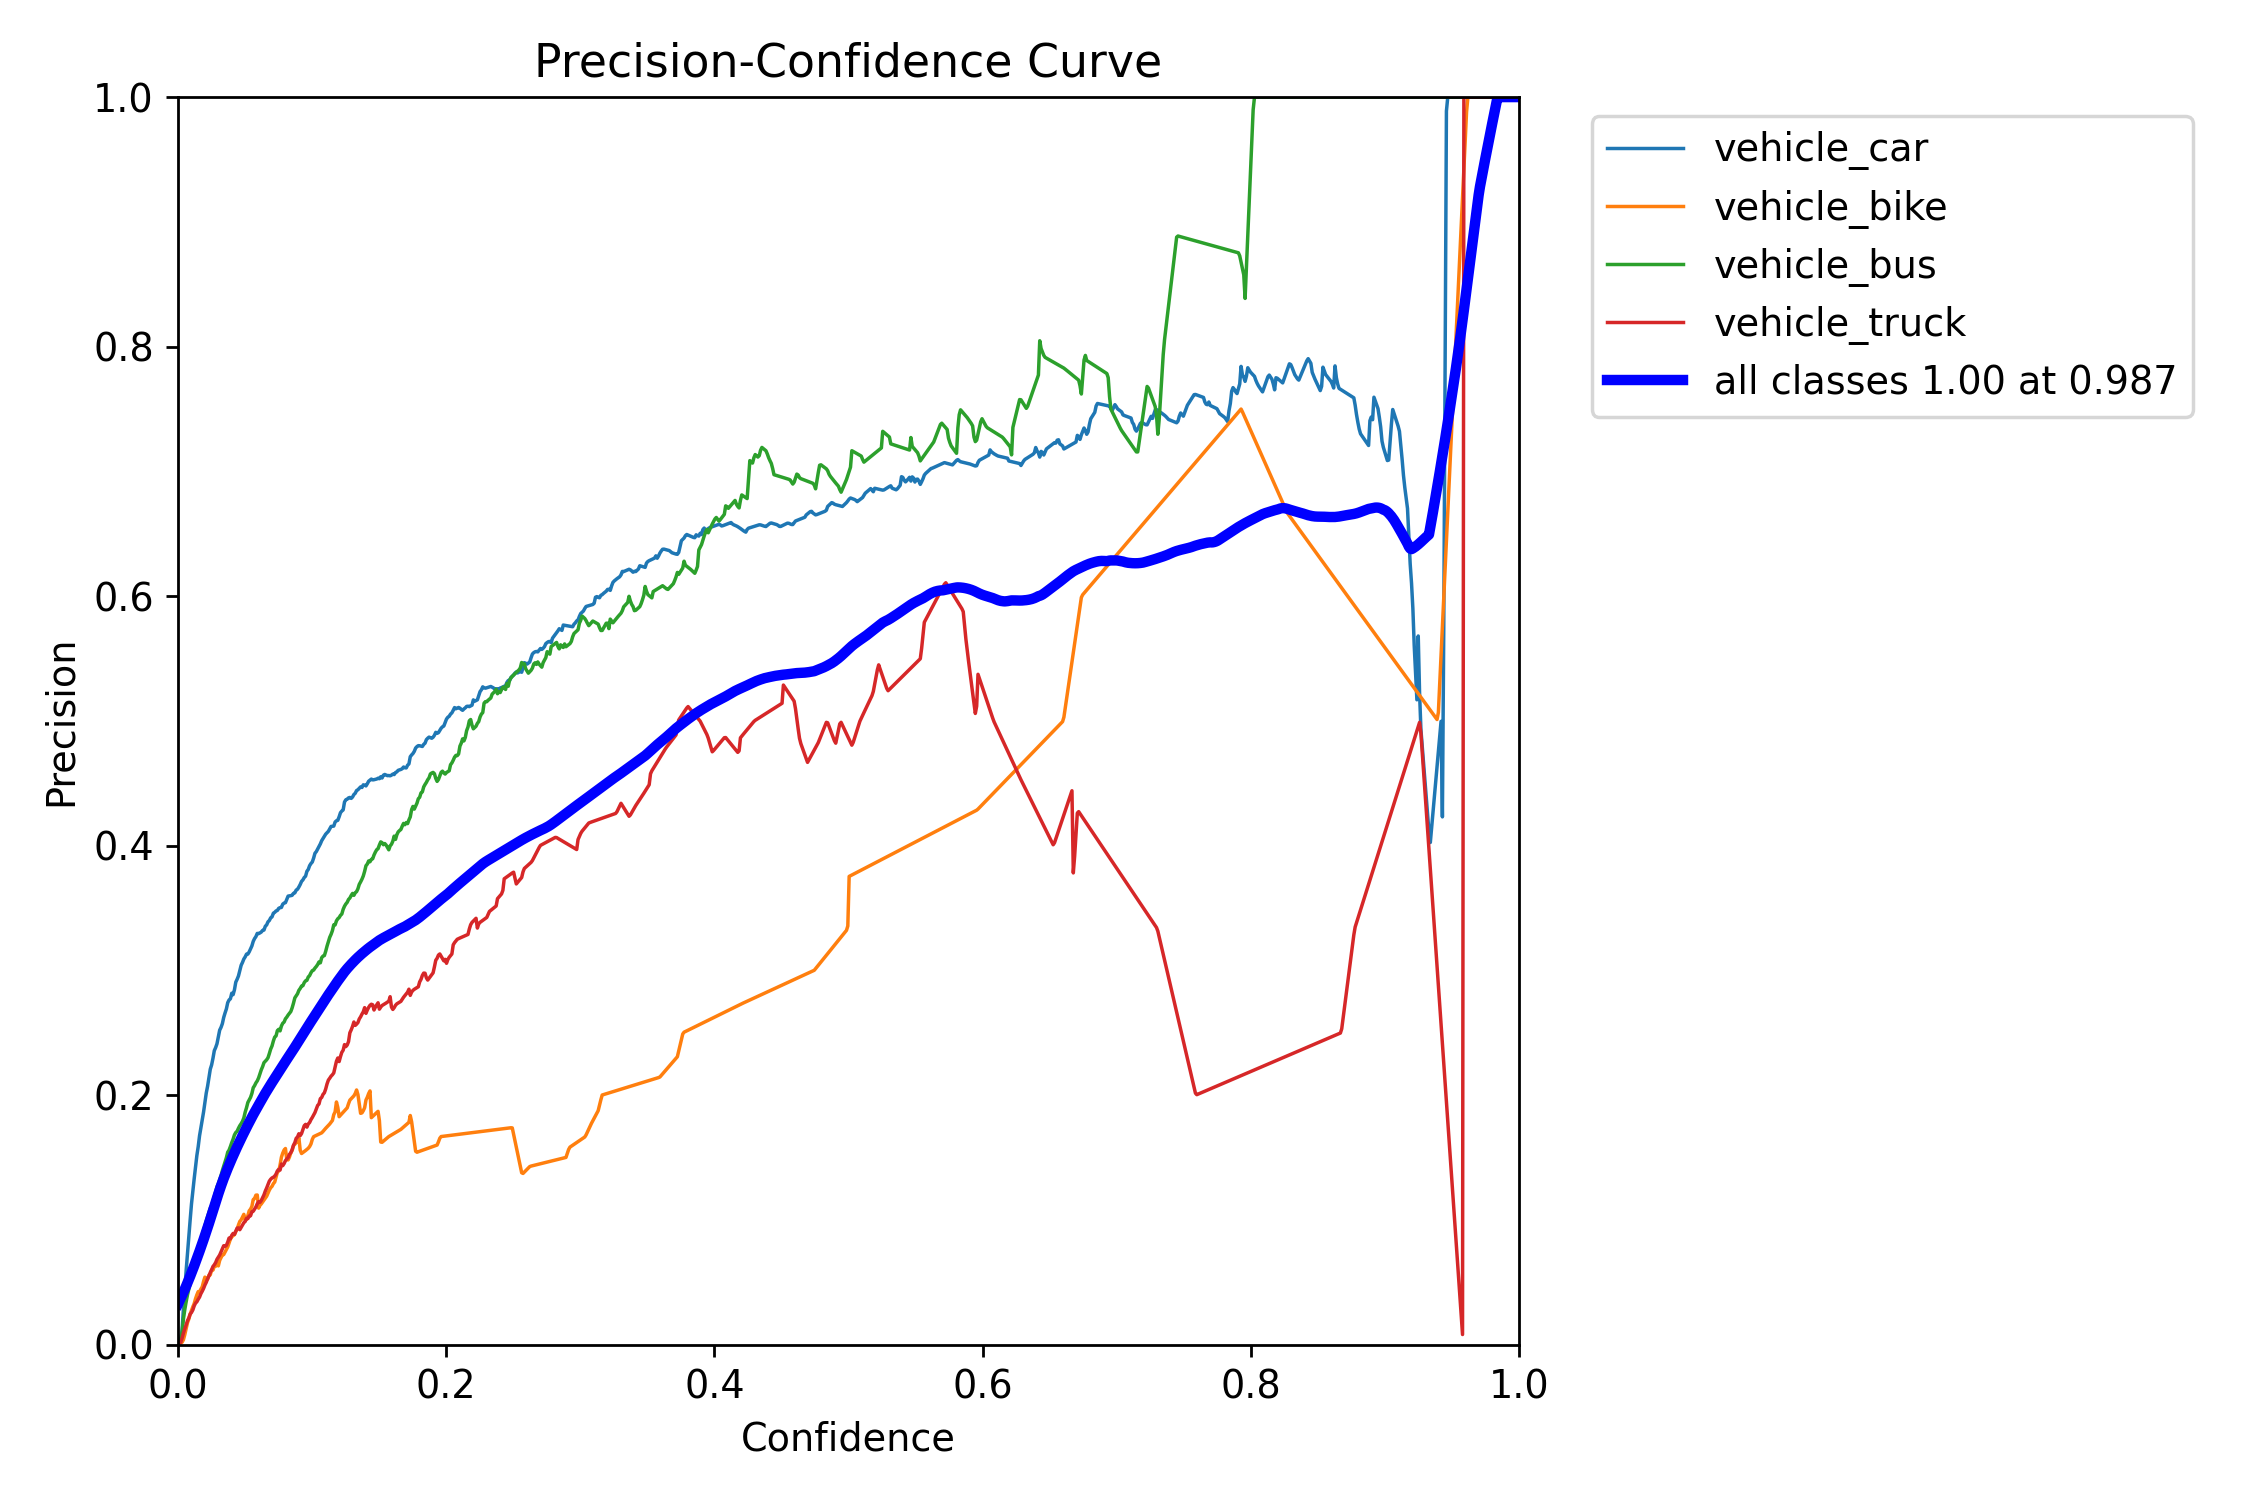 Precision-Confidence Curve
1.0
0.8
0.6
0.4
0.2
0.0
Precision
0.0 0.2 0.4 0.6 0.8 1.0
Confidence
vehicle_car
vehicle_bike
vehicle_bus
vehicle_truck
all classes 1.00 at 0.987